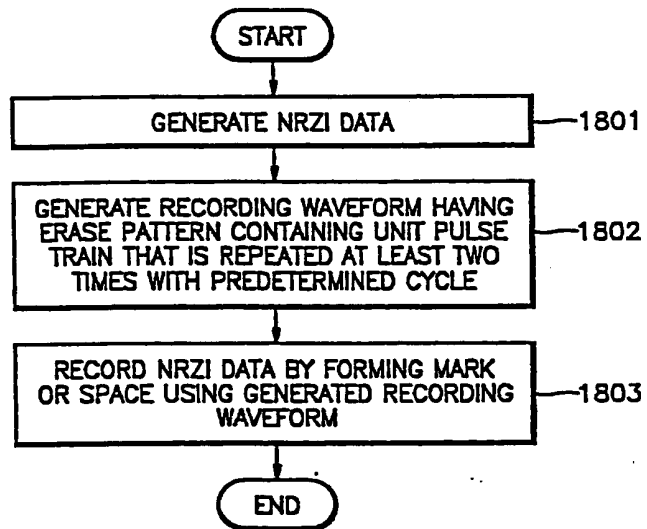 START
GENERATE NRZI DATA
1801
GENERATE RECORDING WAVEFORM HAVING
ERASE PATTERN CONTAINING UNIT PULSE
TRAIN THAT IS REPEATED AT LEAST TWO
TIMES WITH PREDETERMINED CYCLE
1802
RECORD NRZI DATA BY FORMING MARK
OR SPACE USING GENERATED RECORDING
WAVEFORM
1803
END